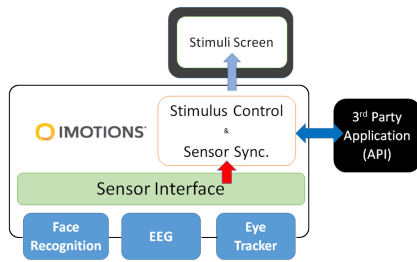 Stimuli Screen
IMOTIONS®
Stimulus Control
&
Sensor Sync.
3rd Party
Application
(API)
Sensor Interface
Face
Recognition
EEG
Eye
Tracker